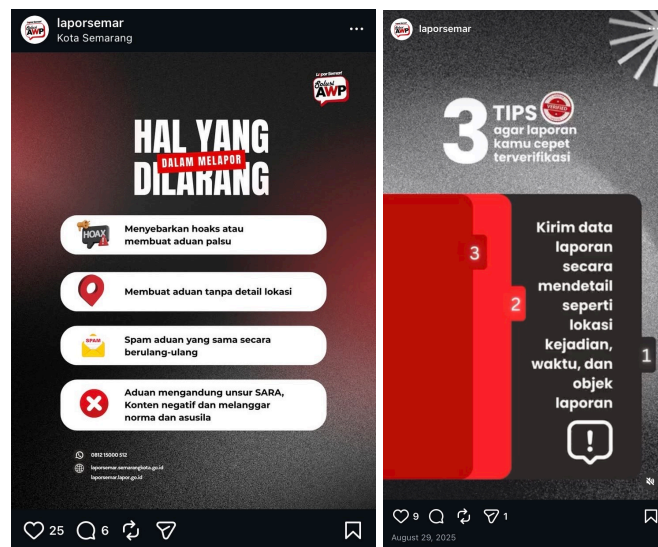 laporsemar
Kota Semarang
Lapor Semar!
Solusi
AWP
HAL YANG
DALAM MELAPOR
DILARANG
HOAX
Menyebarkan hoaks atau
membuat aduan palsu
Membuat aduan tanpa detail lokasi
SPAM
Spam aduan yang sama secara
berulang-ulang
Aduan mengandung unsur SARA,
Konten negatif dan melanggar
norma dan asusila
0812 15000 512
laporsemar.semarangkota.go.id
laporsemar.lapor.go.id
25
6
laporsemar
3
TIPS
VERIFIED
agar laporan
kamu cepet
terverifikasi
3
2
1
Kirim data
laporan
secara
mendetail
seperti
lokasi
kejadian,
waktu, dan
objek
laporan
!
9
1
August 29, 2025